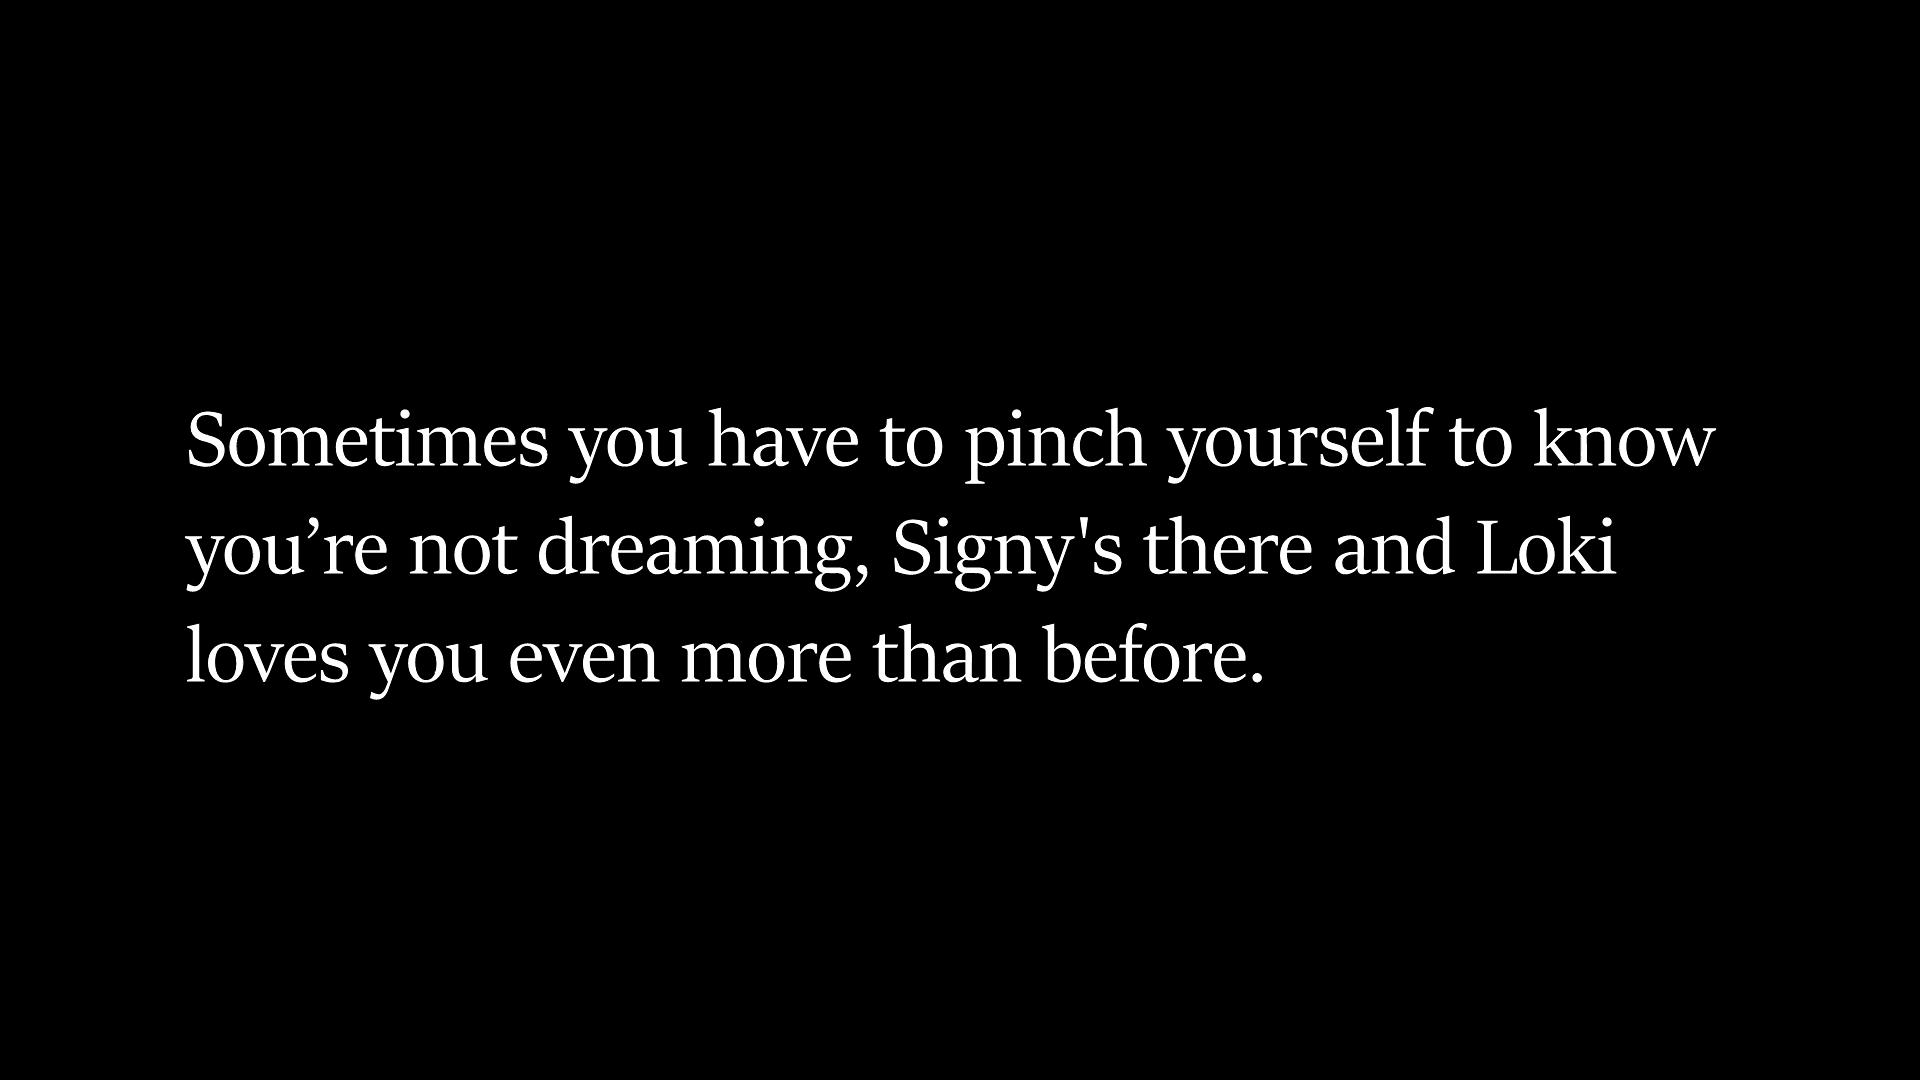 Sometimes you have to pinch yourself to know
you’re not dreaming, Signy's there and Loki
loves you even more than before.